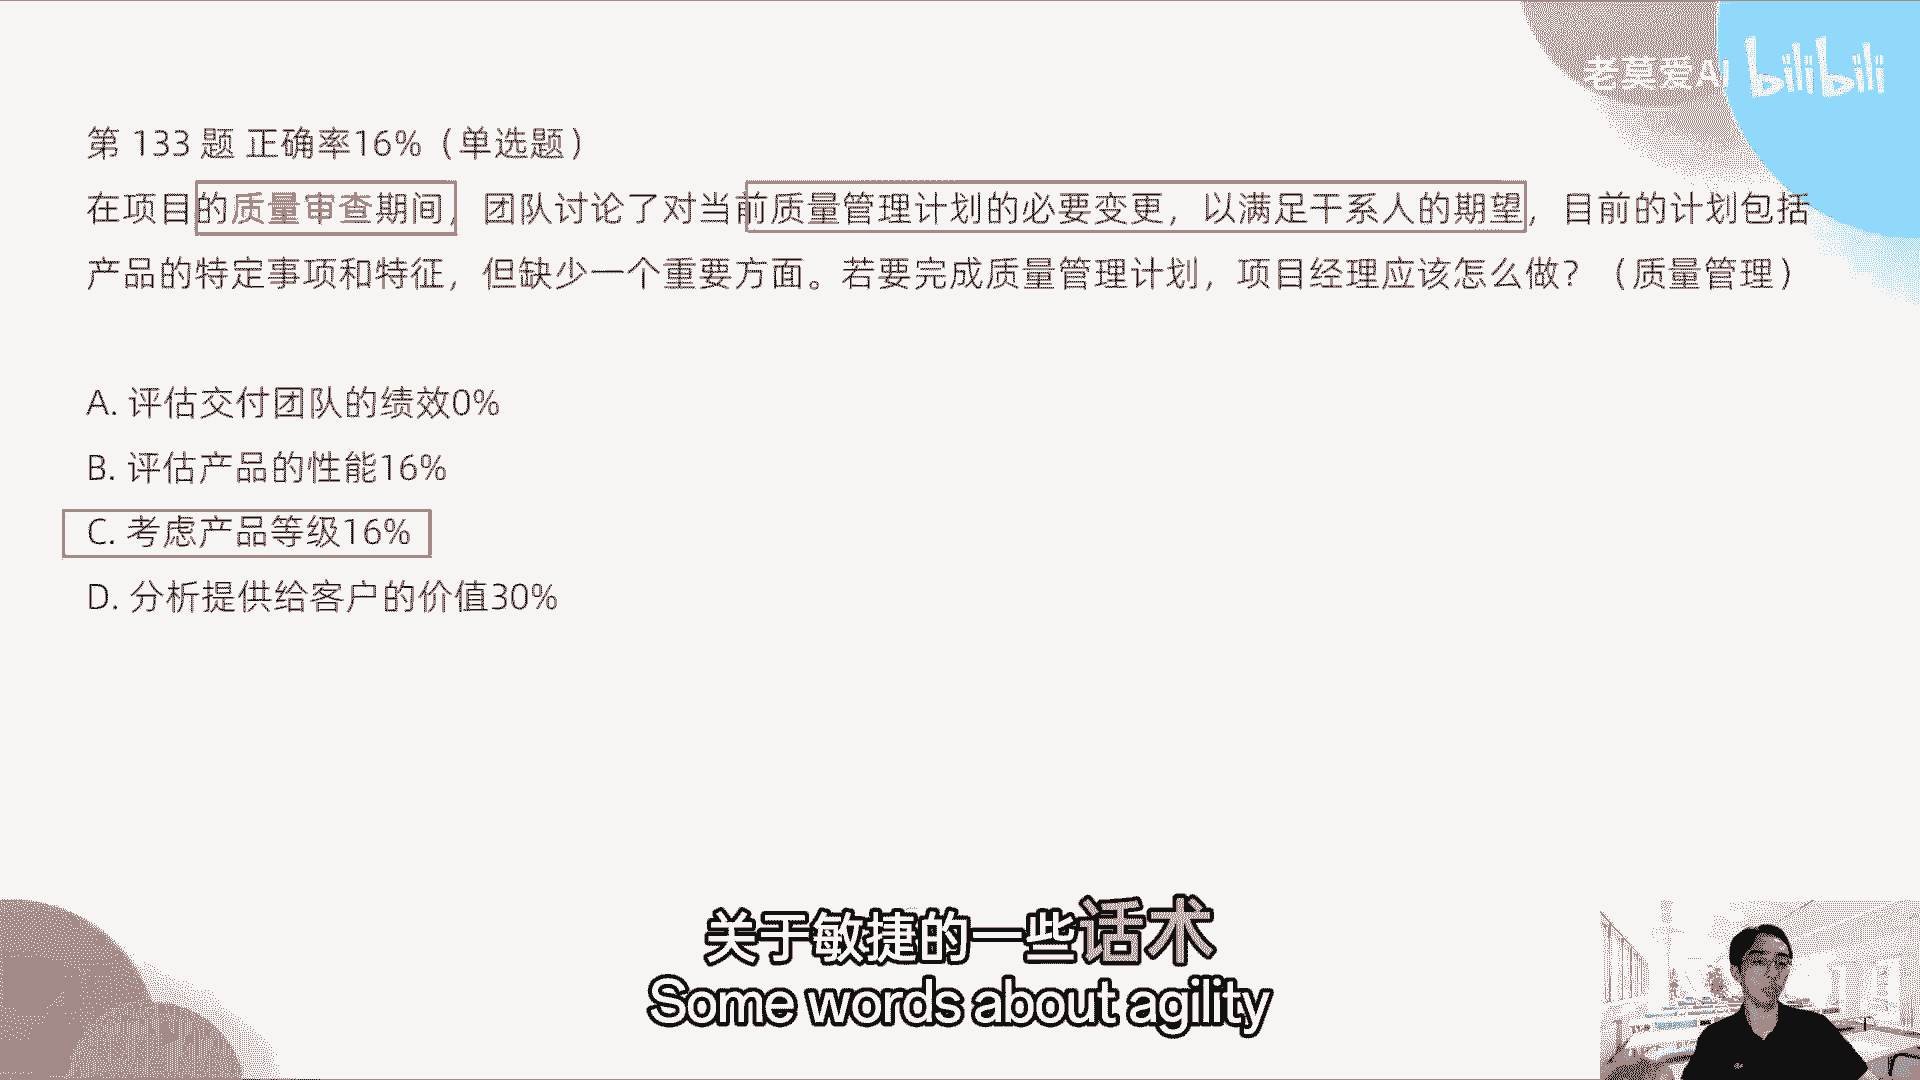 老莫爱AI bilibili
第 133 题 正确率16%（单选题）
在项目的质量审查期间，团队讨论了对当前质量管理计划的必要变更，以满足干系人的期望，目前的计划包括
产品的特定事项和特征，但缺少一个重要方面。若要完成质量管理计划，项目经理应该怎么做？（质量管理）
A. 评估交付团队的绩效0%
B. 评估产品的性能16%
C. 考虑产品等级16%
D. 分析提供给客户的价值30%
关于敏捷的一些话术
Some words about agility